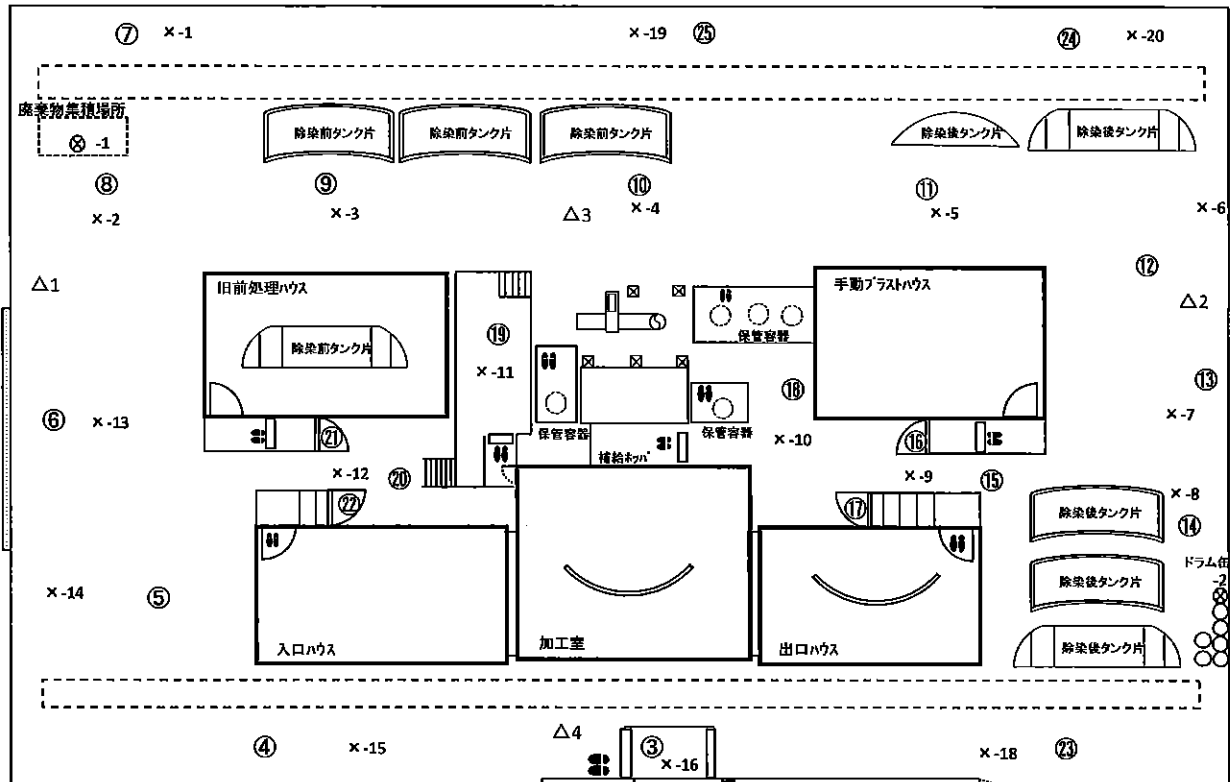 ⑦ ×-1 ×-19 ㉕ ㉔ ×-20
廃棄物集積場所
⊗ -1
除染前タンク片 除染前タンク片 除染前タンク片 除染後タンク片 除染後タンク片
⑧ ⑨ ⑩ ⑪
×-2 ×-3 △3 ×-4 ×-5 ×-6
⑫
△1 旧前処理ハウス 手動ブラストハウス △2
⑲ 保管容器
除染前タンク片
×-11 ⑱ ⑬
⑥ ×-13 ㉑ 保管容器 保管容器 ×-10 ⑯ ×-7
補給ホッパ
×-12 ⑳ ×-9 ⑮
㉒ ⑰ 除染後タンク片 ×-8
⑭
ドラム缶
×-14 ⑤ 除染後タンク片 -2
⊗
入口ハウス 加工室 出口ハウス 除染後タンク片
④ ×-15 △4 ③ ×-16 ×-18 ㉓